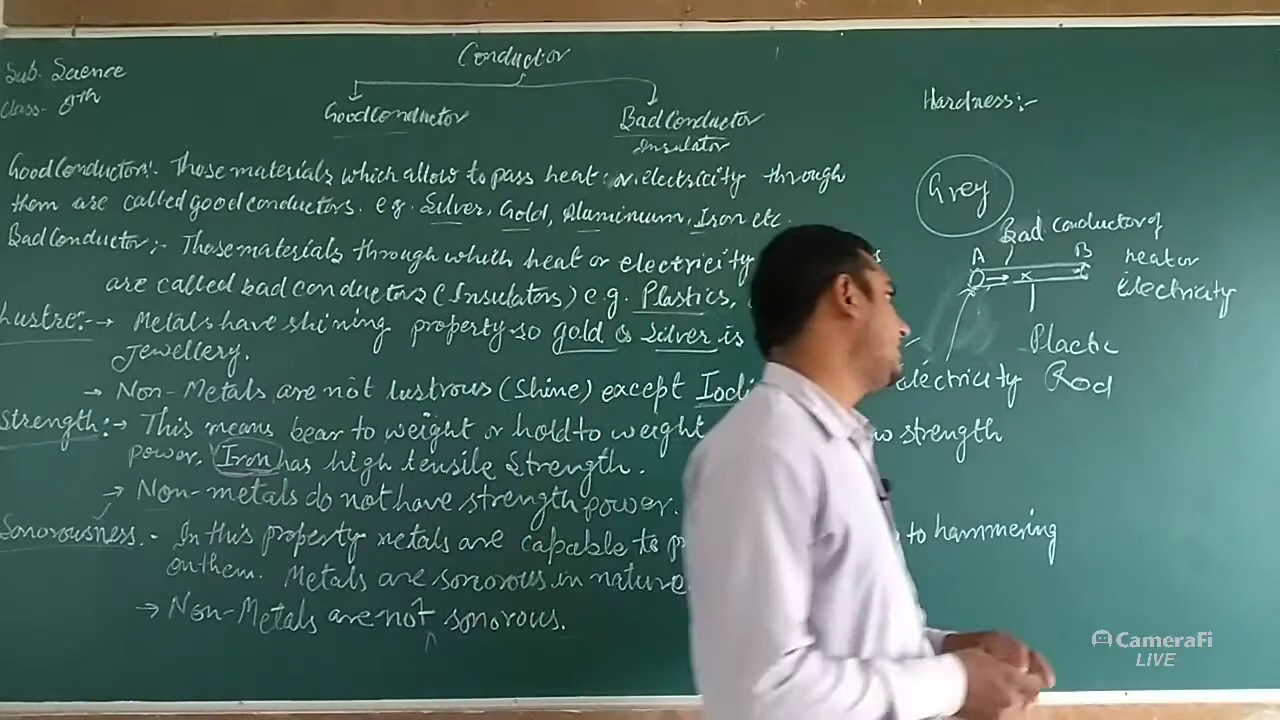 Sub- Science
Class- 8th
Conductor
Good Conductor
Bad Conductor
Insulator
Good Conductors:- Those materials which allow to pass heat or electricity through
them are called good conductors. e.g. Silver, Gold, Aluminium, Iron etc.
Bad Conductor:- Those materials through which heat or electricity
are called bad conductors (Insulators) e.g. Plastics,
Lustre:- → Metals have shining property so gold & Silver is
Jewellery.
→ Non-Metals are not lustrous (Shine) except
electricity
Strength:- → This means bear to weight or hold to weight
strength
power. Iron has high tensile strength.
→ Non-metals do not have strength power.
Sonorousness.- In this property metals are capable to
to hammering
on them. Metals are sonorous in nature
→ Non-Metals are not sonorous.
Hardness:-
Grey
Bad conductor of
heat or
electricity
A
B
Plactic
Rod
CameraFi
LIVE